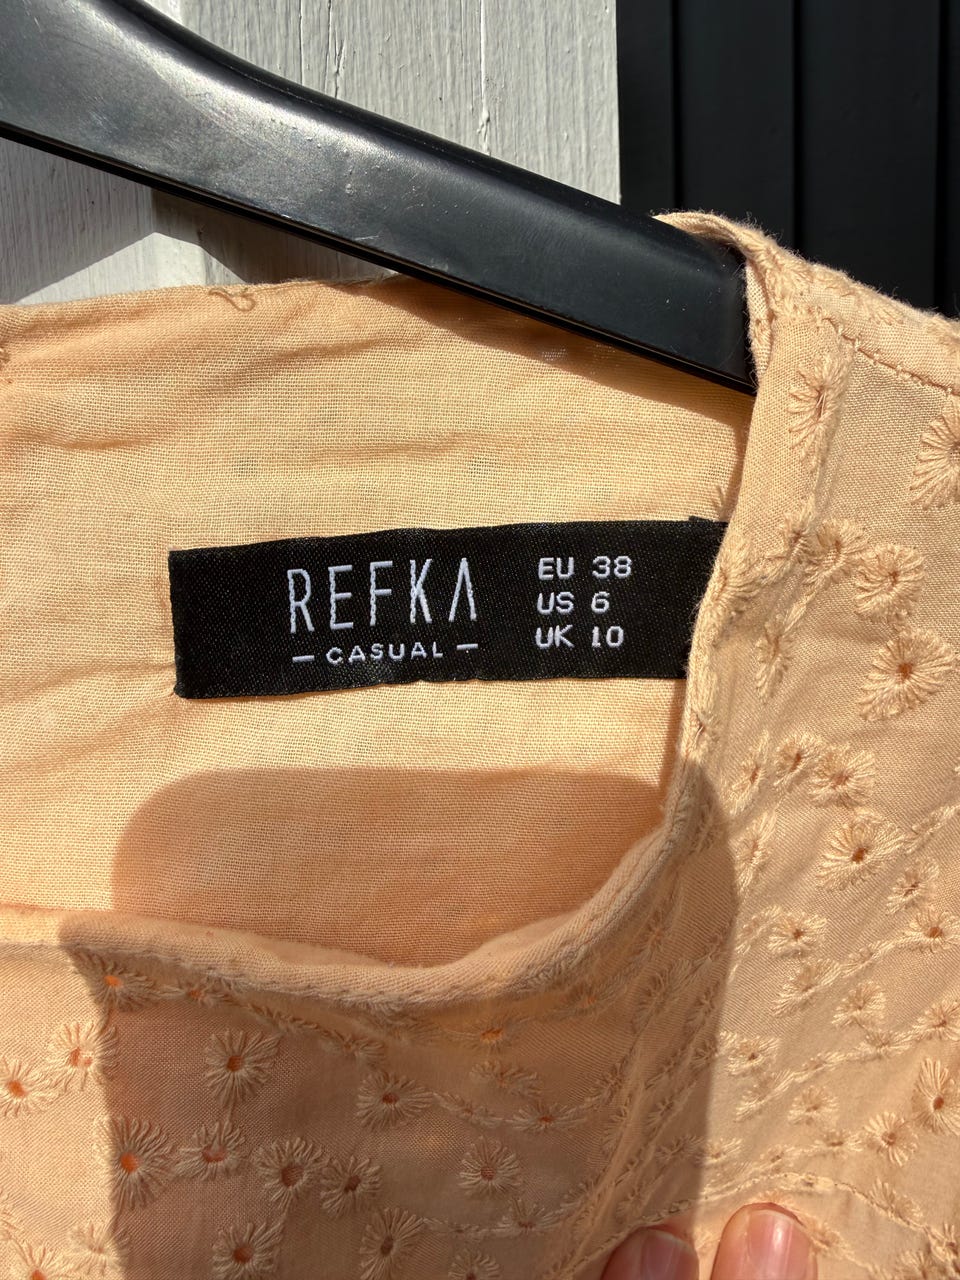 REFKA
– CASUAL –
EU 38
US 6
UK 10